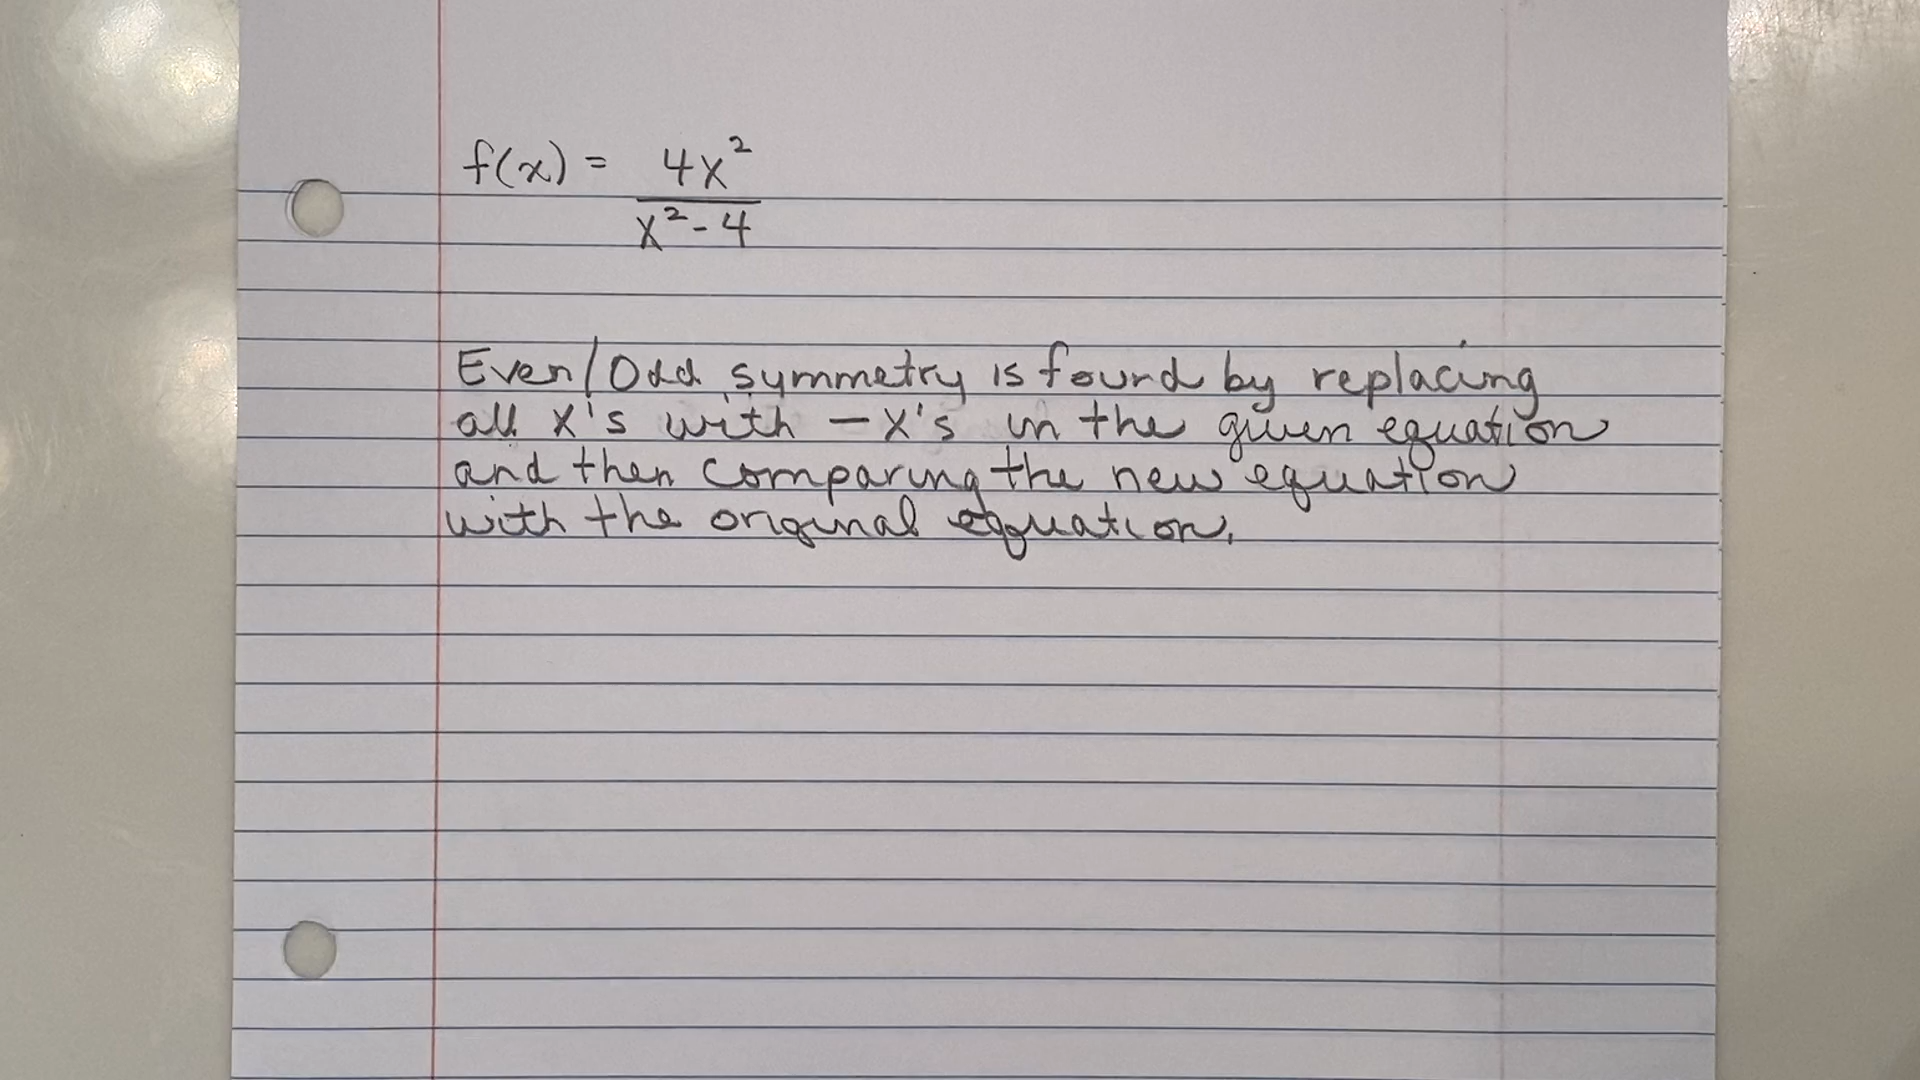 f(x) = 4x²
x²-4
Even/Odd symmetry is found by replacing
all x's with -x's in the given equation
and then comparing the new equation
with the original equation.